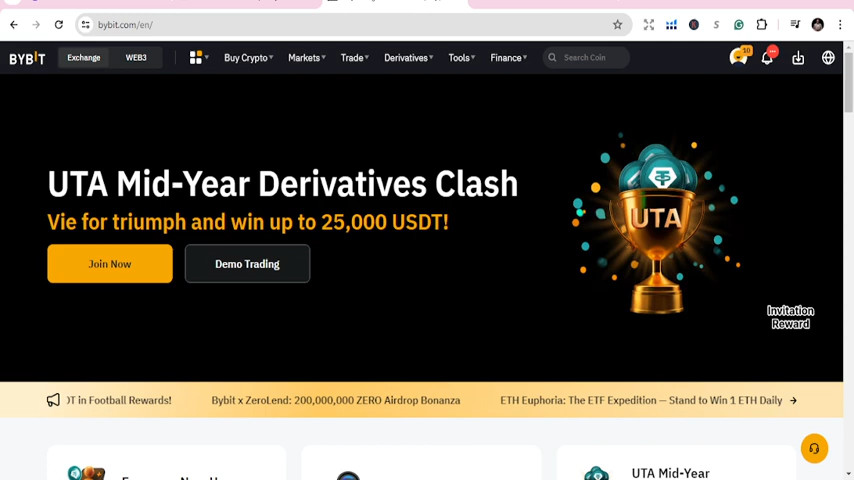 bybit.com/en/
BYBIT
Exchange
WEB3
Buy Crypto
Markets
Trade
Derivatives
Tools
Finance
Search Coin
10
UTA Mid-Year Derivatives Clash
Vie for triumph and win up to 25,000 USDT!
Join Now
Demo Trading
UTA
Invitation
Reward
T in Football Rewards!
Bybit x ZeroLend: 200,000,000 ZERO Airdrop Bonanza
ETH Euphoria: The ETF Expedition — Stand to Win 1 ETH Daily
UTA Mid-Year